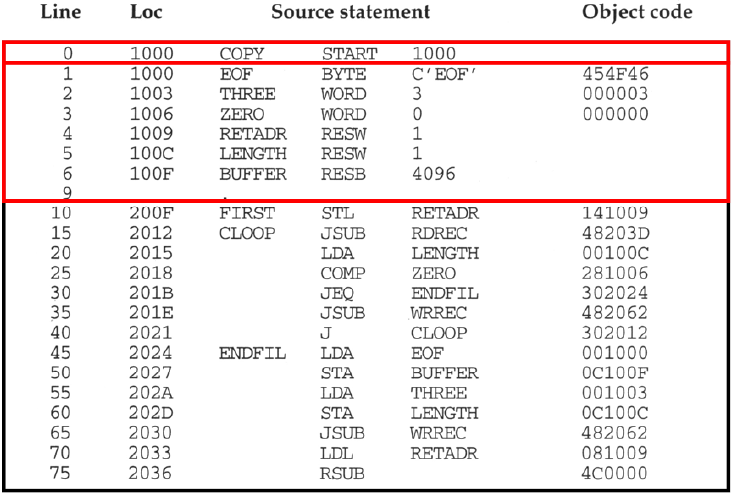 Line Loc Source statement Object code
0 1000 COPY START 1000
1 1000 EOF BYTE C'EOF' 454F46
2 1003 THREE WORD 3 000003
3 1006 ZERO WORD 0 000000
4 1009 RETADR RESW 1
5 100C LENGTH RESW 1
6 100F BUFFER RESB 4096
9 .
10 200F FIRST STL RETADR 141009
15 2012 CLOOP JSUB RDREC 48203D
20 2015 LDA LENGTH 00100C
25 2018 COMP ZERO 281006
30 201B JEQ ENDFIL 302024
35 201E JSUB WRREC 482062
40 2021 J CLOOP 302012
45 2024 ENDFIL LDA EOF 001000
50 2027 STA BUFFER 0C100F
55 202A LDA THREE 001003
60 202D STA LENGTH 0C100C
65 2030 JSUB WRREC 482062
70 2033 LDL RETADR 081009
75 2036 RSUB 4C0000